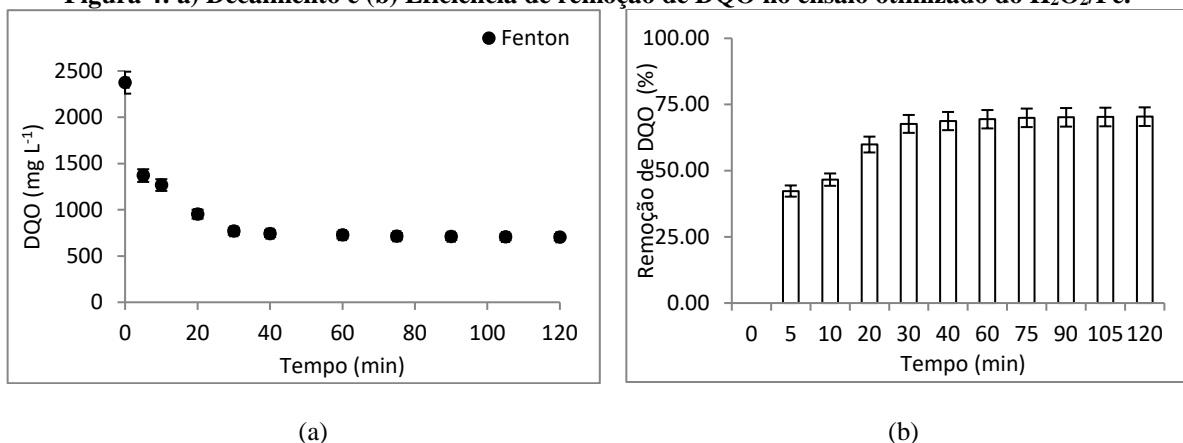 Figura 4. a) Decaimento e (b) Eficiência de remoção de DQO no ensaio otimizado do H₂O₂/Fe.
Fenton
2500
2000
1500
1000
500
0
DQO (mg L⁻¹)
0 20 40 60 80 100 120
Tempo (min)
(a)
100.00
75.00
50.00
25.00
0.00
Remoção de DQO (%)
0 5 10 20 30 40 60 75 90 105 120
Tempo (min)
(b)